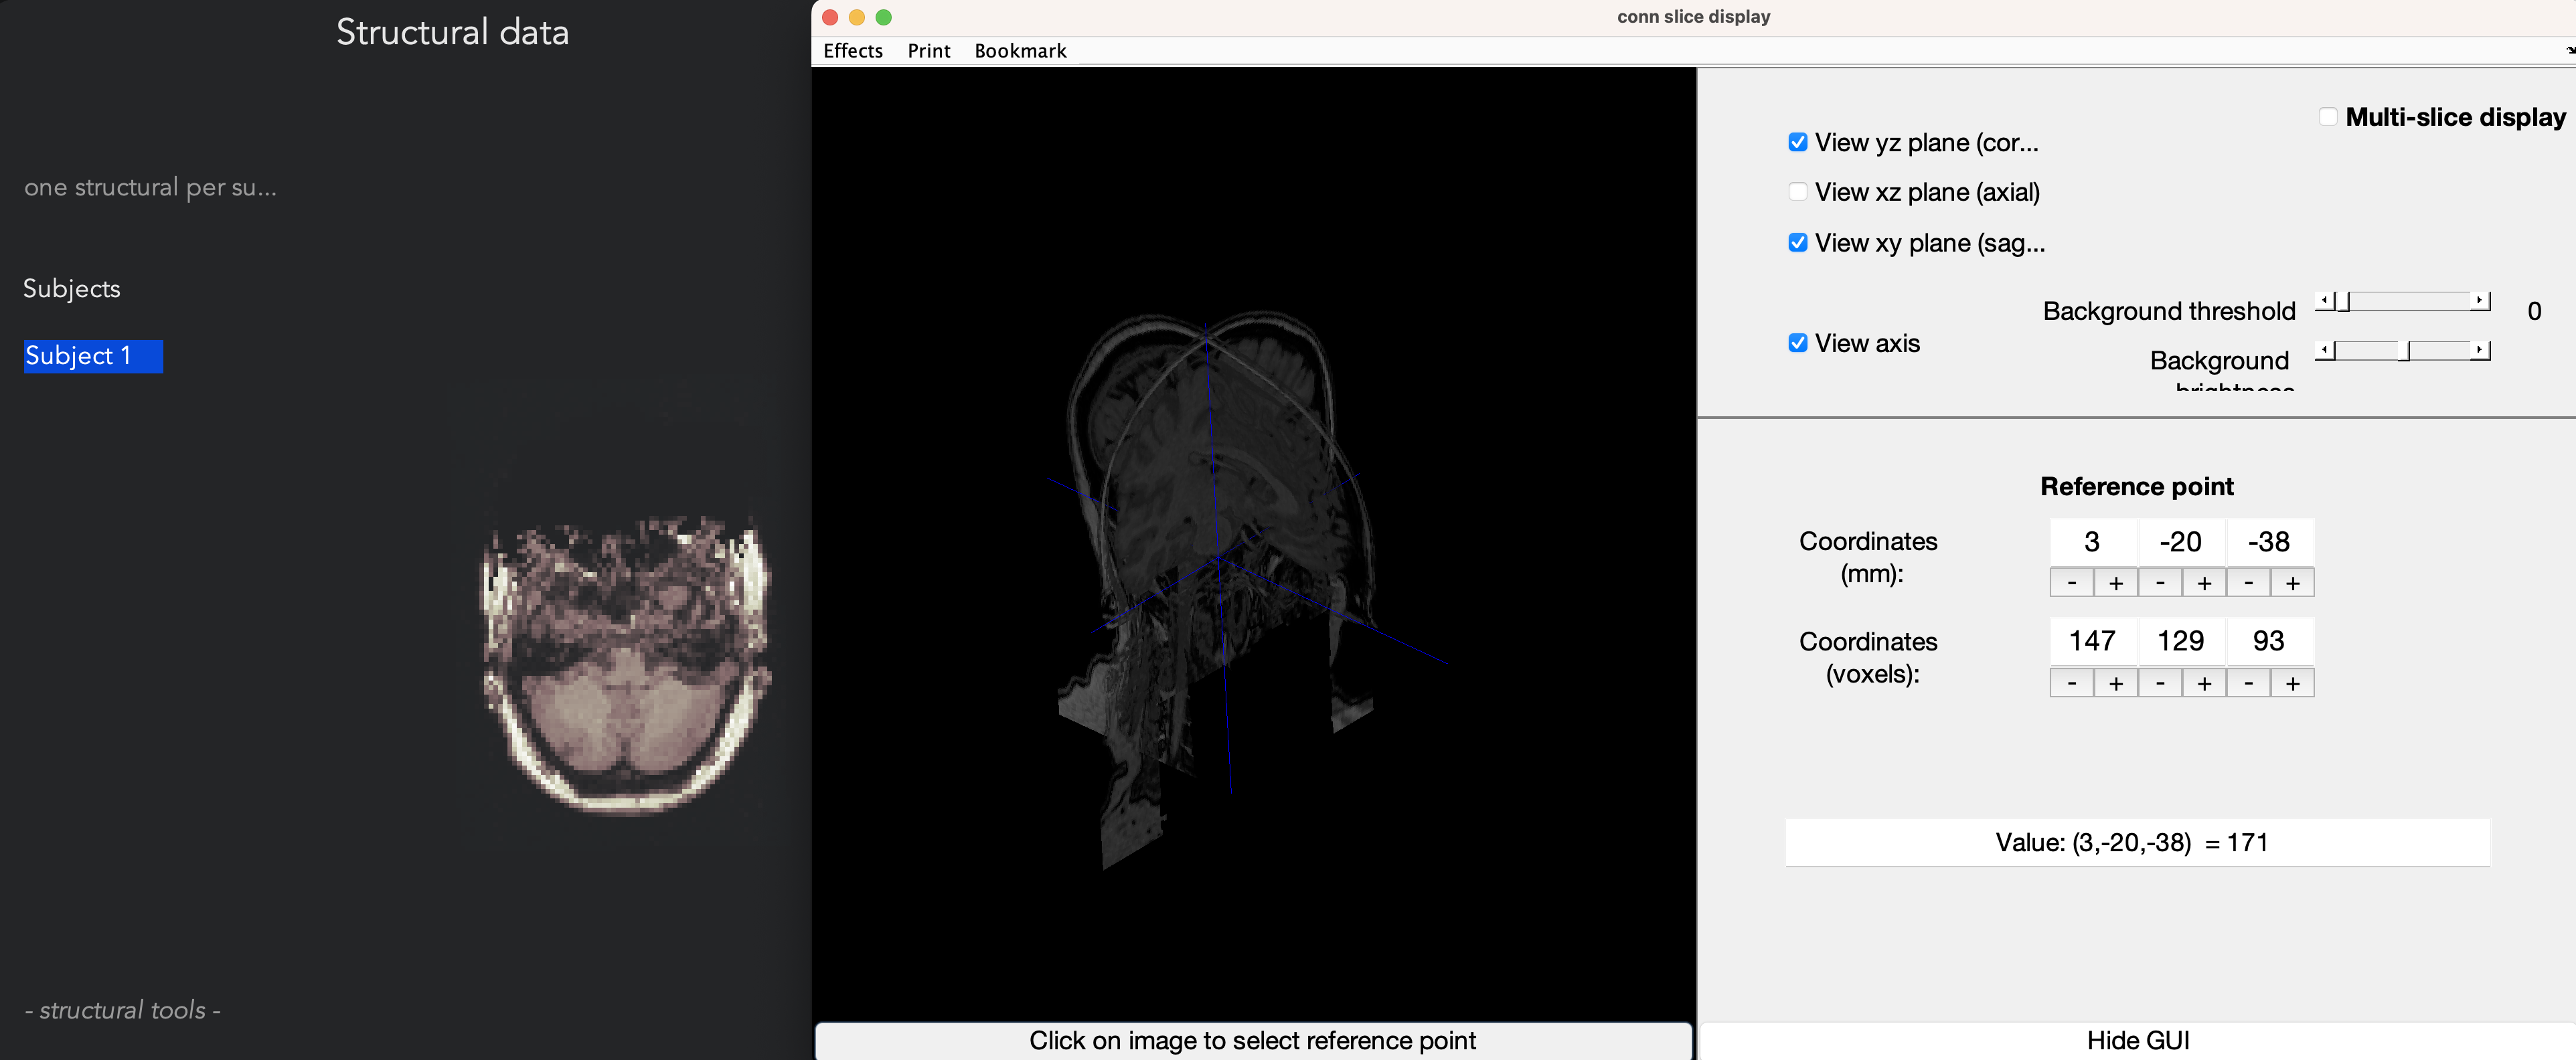 Structural data
one structural per su...
Subjects
Subject 1
- structural tools -
conn slice display
Effects Print Bookmark
Multi-slice display
View yz plane (cor...
View xz plane (axial)
View xy plane (sag...
Background threshold 0
View axis
Background
brightness
Reference point
Coordinates
(mm):
3 -20 -38
- + - + - +
Coordinates
(voxels):
147 129 93
- + - + - +
Value: (3,-20,-38) = 171
Click on image to select reference point
Hide GUI